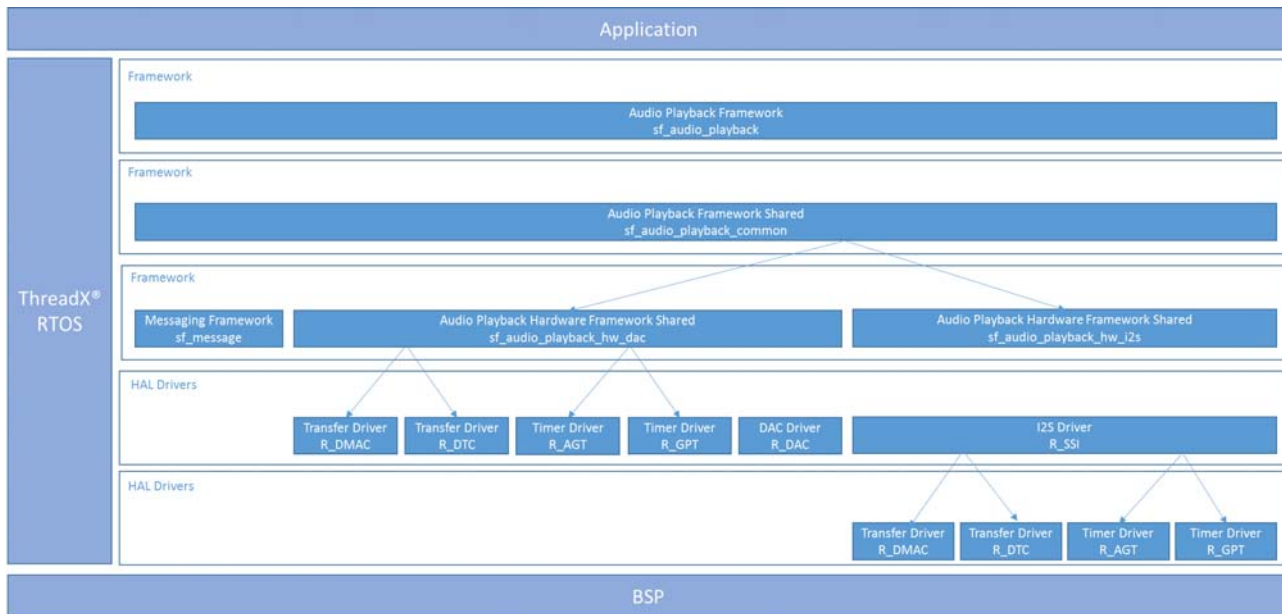 Application
ThreadX®
RTOS
Framework
Audio Playback Framework
sf_audio_playback
Framework
Audio Playback Framework Shared
sf_audio_playback_common
Framework
Messaging Framework
sf_message
Audio Playback Hardware Framework Shared
sf_audio_playback_hw_dac
Audio Playback Hardware Framework Shared
sf_audio_playback_hw_i2s
HAL Drivers
Transfer Driver
R_DMAC
Transfer Driver
R_DTC
Timer Driver
R_AGT
Timer Driver
R_GPT
DAC Driver
R_DAC
I2S Driver
R_SSI
HAL Drivers
Transfer Driver
R_DMAC
Transfer Driver
R_DTC
Timer Driver
R_AGT
Timer Driver
R_GPT
BSP